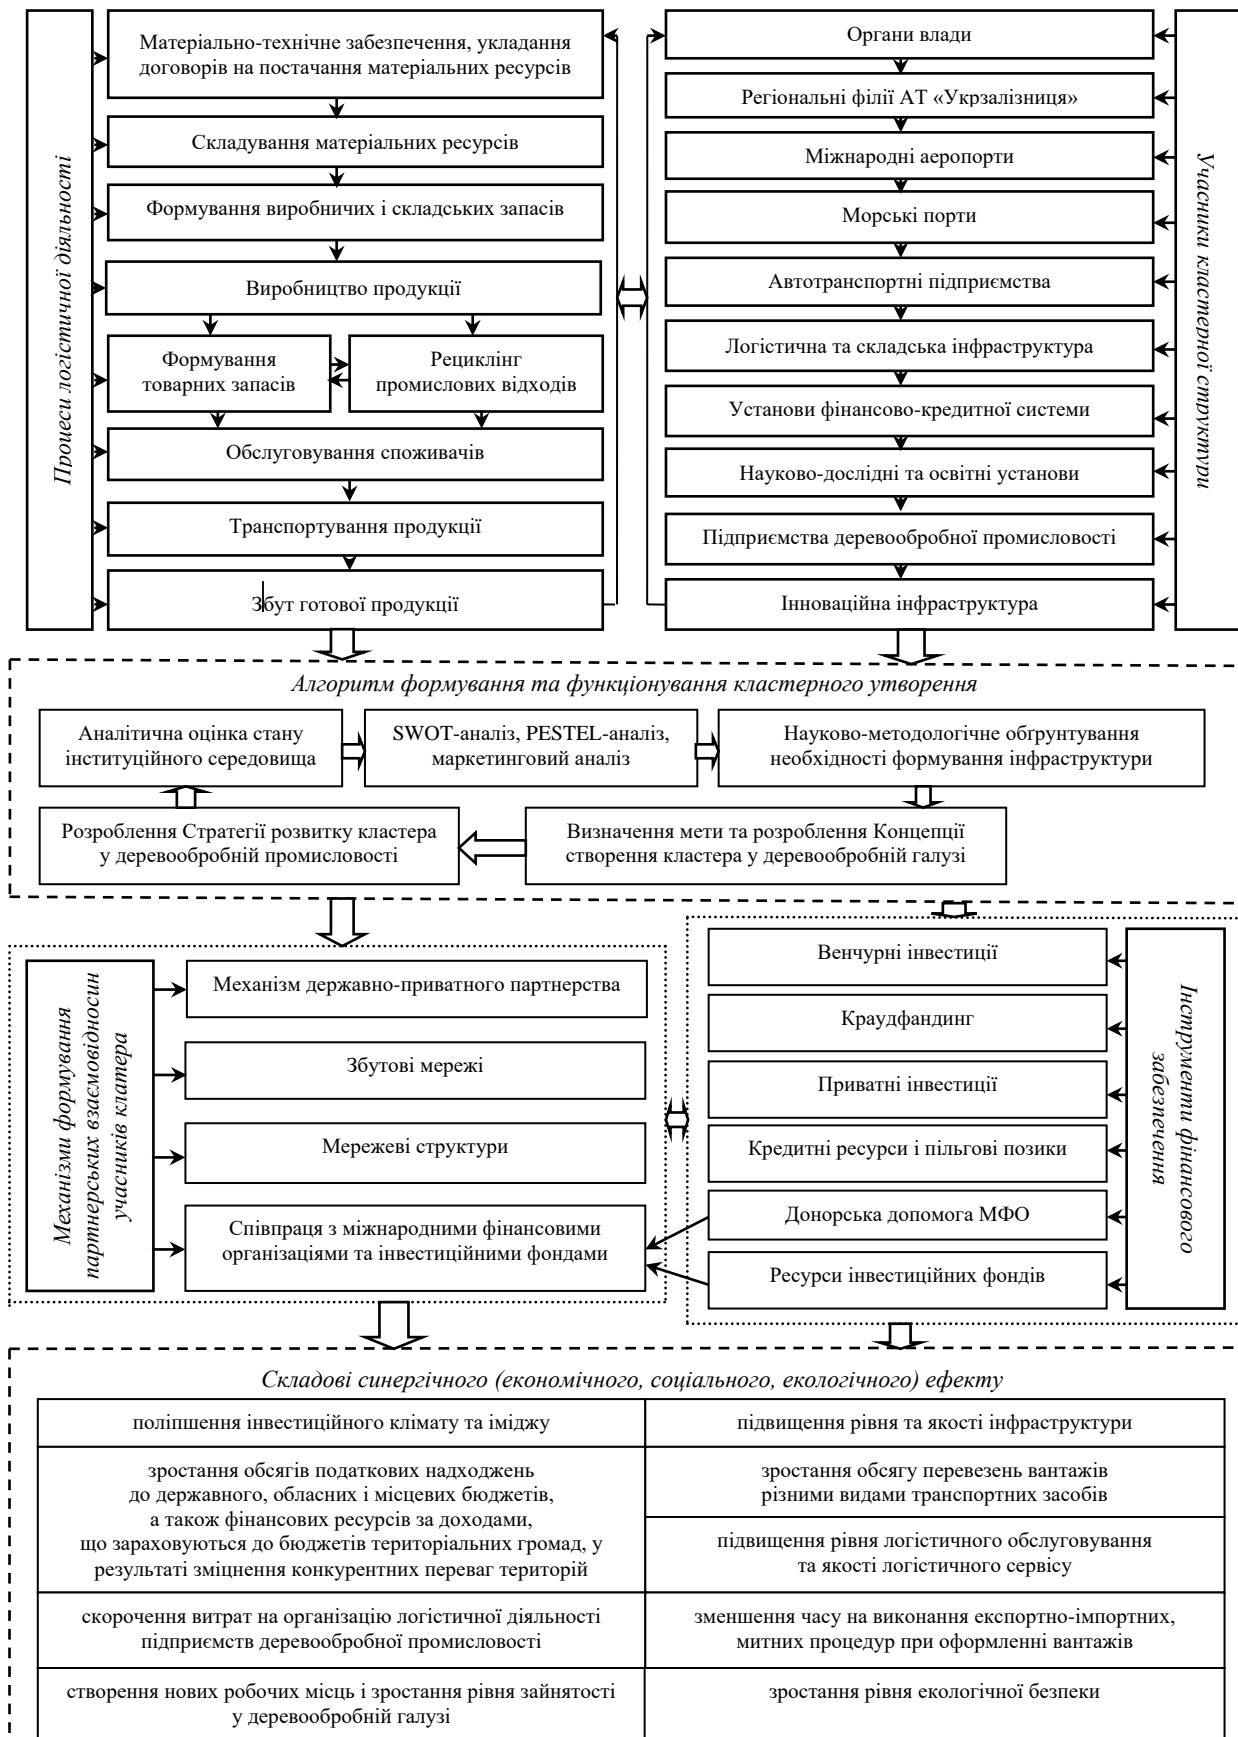 Процеси логістичної діяльності
Матеріально-технічне забезпечення, укладання
договорів на постачання матеріальних ресурсів
Складування матеріальних ресурсів
Формування виробничих і складських запасів
Виробництво продукції
Формування
товарних запасів
Рециклінг
промислових відходів
Обслуговування споживачів
Транспортування продукції
Збут готової продукції
Органи влади
Регіональні філії АТ «Укрзалізниця»
Міжнародні аеропорти
Морські порти
Автотранспортні підприємства
Логістична та складська інфраструктура
Установи фінансово-кредитної системи
Науково-дослідні та освітні установи
Підприємства деревообробної промисловості
Інноваційна інфраструктура
Учасники кластерної структури
Алгоритм формування та функціонування кластерного утворення
Аналітична оцінка стану
інституційного середовища
SWOT-аналіз, PESTEL-аналіз,
маркетинговий аналіз
Науково-методологічне обґрунтування
необхідності формування інфраструктури
Розроблення Стратегії розвитку кластера
у деревообробній промисловості
Визначення мети та розроблення Концепції
створення кластера у деревообробній галузі
Механізми формування
партнерських взаємовідносин
учасників клатера
Механізм державно-приватного партнерства
Збутові мережі
Мережеві структури
Співпраця з міжнародними фінансовими
організаціями та інвестиційними фондами
Венчурні інвестиції
Краудфандинг
Приватні інвестиції
Кредитні ресурси і пільгові позики
Донорська допомога МФО
Ресурси інвестиційних фондів
Інструменти фінансового
забезпечення
Складові синергічного (економічного, соціального, екологічного) ефекту
поліпшення інвестиційного клімату та іміджу
підвищення рівня та якості інфраструктури
зростання обсягів податкових надходжень
до державного, обласних і місцевих бюджетів,
а також фінансових ресурсів за доходами,
що зараховуються до бюджетів територіальних громад, у
результаті зміцнення конкурентних переваг територій
зростання обсягу перевезень вантажів
різними видами транспортних засобів
підвищення рівня логістичного обслуговування
та якості логістичного сервісу
скорочення витрат на організацію логістичної діяльності
підприємств деревообробної промисловості
зменшення часу на виконання експортно-імпортних,
митних процедур при оформленні вантажів
створення нових робочих місць і зростання рівня зайнятості
у деревообробній галузі
зростання рівня екологічної безпеки